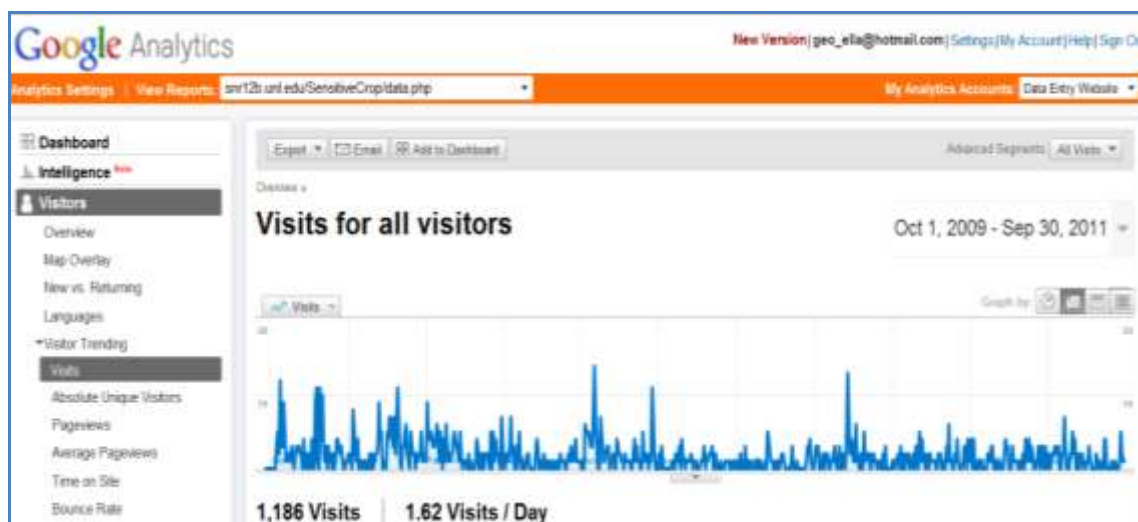 Google Analytics
New Version | geo_ella@hotmail.com | Settings | My Account | Help | Sign O
Analytics Settings | View Reports: snr12b.unl.edu/SensitiveCrop/data.php My Analytics Accounts: Data Entry Website
Dashboard
Export Email Add to Dashboard
Advanced Segments: All Visits
Intelligence Beta
Overview »
Visitors
Visits for all visitors
Oct 1, 2009 - Sep 30, 2011
Overview
Map Overlay
New vs. Returning
Languages
Visits
Graph by:
Visitor Trending
Visits
Absolute Unique Visitors
Pageviews
Average Pageviews
Time on Site
Bounce Rate
1,186 Visits 1.62 Visits / Day